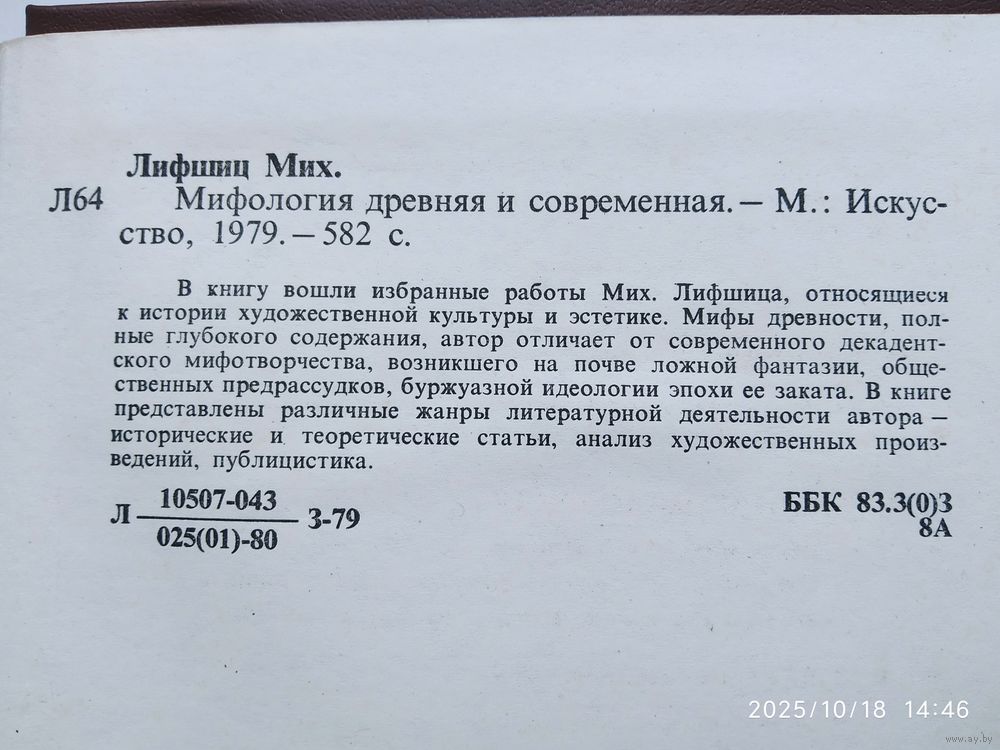 Лифшиц Мих.
Л64 Мифология древняя и современная. — М.: Искус-
ство, 1979. — 582 с.
В книгу вошли избранные работы Мих. Лифшица, относящиеся
к истории художественной культуры и эстетике. Мифы древности, пол-
ные глубокого содержания, автор отличает от современного декадент-
ского мифотворчества, возникшего на почве ложной фантазии, обще-
ственных предрассудков, буржуазной идеологии эпохи ее заката. В книге
представлены различные жанры литературной деятельности автора —
исторические и теоретические статьи, анализ художественных произ-
ведений, публицистика.
Л 10507-043 / 025(01)-80 3-79
ББК 83.3(0)3
8А
2025/10/18 14:46
www.ay.by